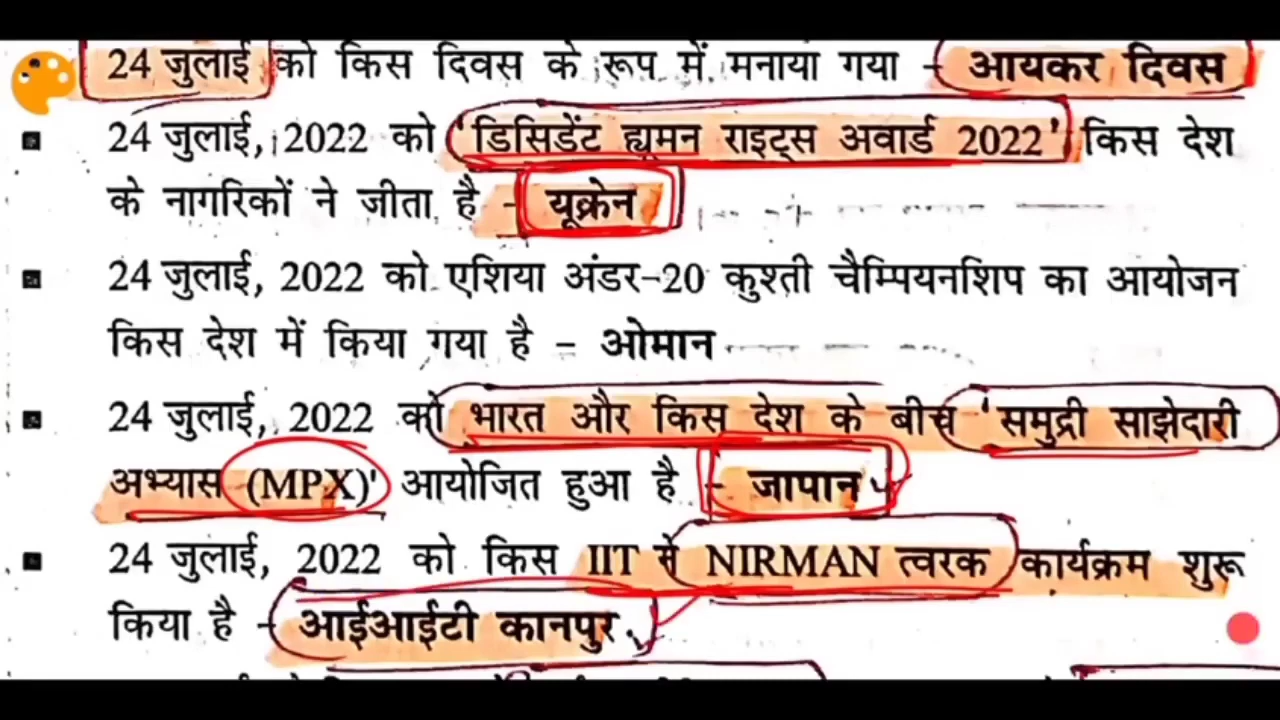 24 जुलाई को किस दिवस के रूप में मनाया गया - आयकर दिवस
24 जुलाई, 2022 को 'डिसिडेंट ह्यूमन राइट्स अवार्ड 2022' किस देश
के नागरिकों ने जीता है - यूक्रेन
24 जुलाई, 2022 को एशिया अंडर-20 कुश्ती चैम्पियनशिप का आयोजन
किस देश में किया गया है - ओमान
24 जुलाई, 2022 को भारत और किस देश के बीच 'समुद्री साझेदारी
अभ्यास (MPX)' आयोजित हुआ है - जापान
24 जुलाई, 2022 को किस IIT ने NIRMAN त्वरक कार्यक्रम शुरू
किया है - आईआईटी कानपुर